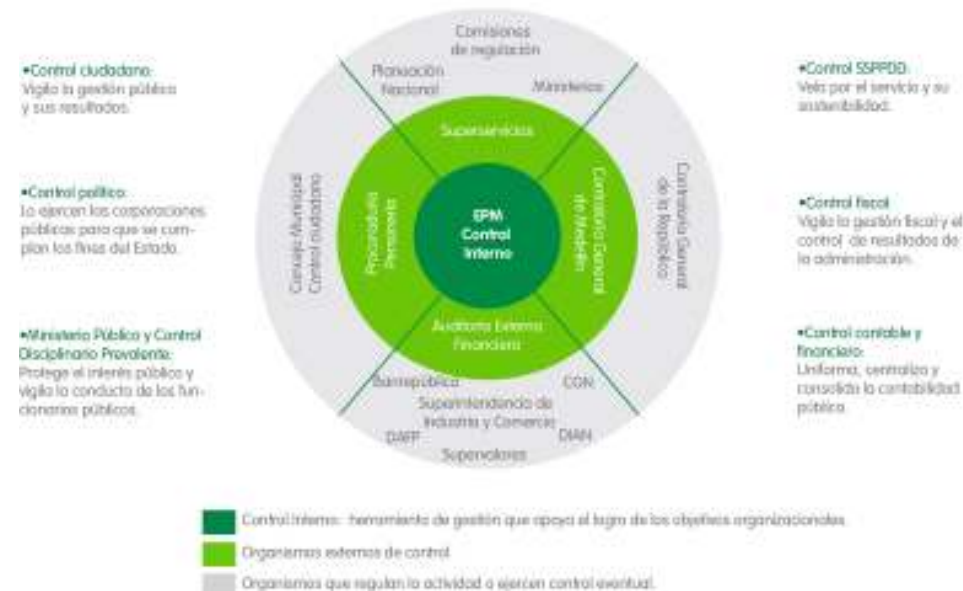 •Control ciudadano:
Vigila la gestión pública
y sus resultados.
•Control político:
Lo ejercen las corporaciones
públicas para que se cum-
plan los fines del Estado.
•Ministerio Público y Control
Disciplinario Prevalente:
Protege el interés público y
vigila la conducta de los fun-
cionarios públicos.
Comisiones
de regulación
Planeación
Nacional
Ministerios
Superservicios
Concejo Municipal
Control ciudadano
Procuraduría
Personería
EPM
Control
Interno
Contraloría General
de Medellín
Contraloría General
de la República
Auditoría Externa
Financiera
Banrepública
CGN
Superintendencia de
Industria y Comercio
DAFP
DIAN
Supervalores
•Control SSPPDD:
Vela por el servicio y su
sostenibilidad.
•Control fiscal
Vigila la gestión fiscal y el
control de resultados de
la administración.
•Control contable y
financiero:
Uniforma, centraliza y
consolida la contabilidad
pública.
Control Interno: herramienta de gestión que apoya el logro de los objetivos organizacionales
Organismos externos de control
Organismos que regulan la actividad o ejercen control eventual.